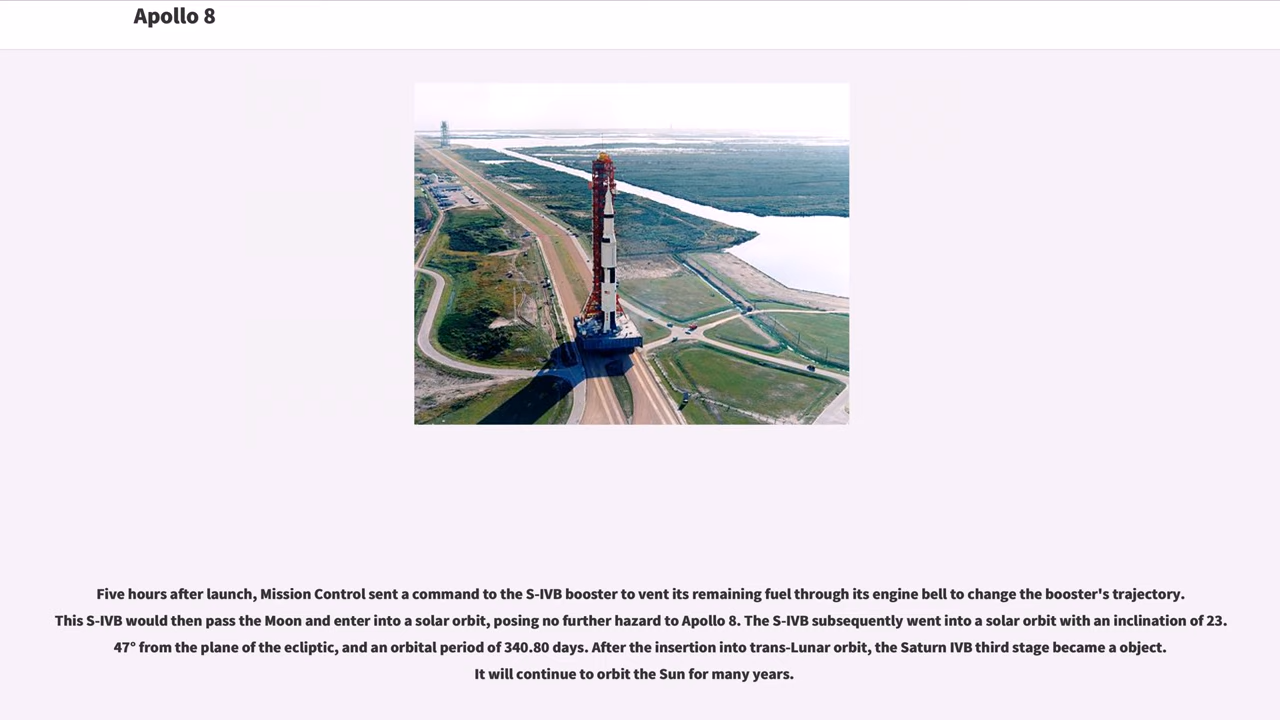 Apollo 8
Five hours after launch, Mission Control sent a command to the S-IVB booster to vent its remaining fuel through its engine bell to change the booster's trajectory.
This S-IVB would then pass the Moon and enter into a solar orbit, posing no further hazard to Apollo 8. The S-IVB subsequently went into a solar orbit with an inclination of 23.
47° from the plane of the ecliptic, and an orbital period of 340.80 days. After the insertion into trans-Lunar orbit, the Saturn IVB third stage became a object.
It will continue to orbit the Sun for many years.